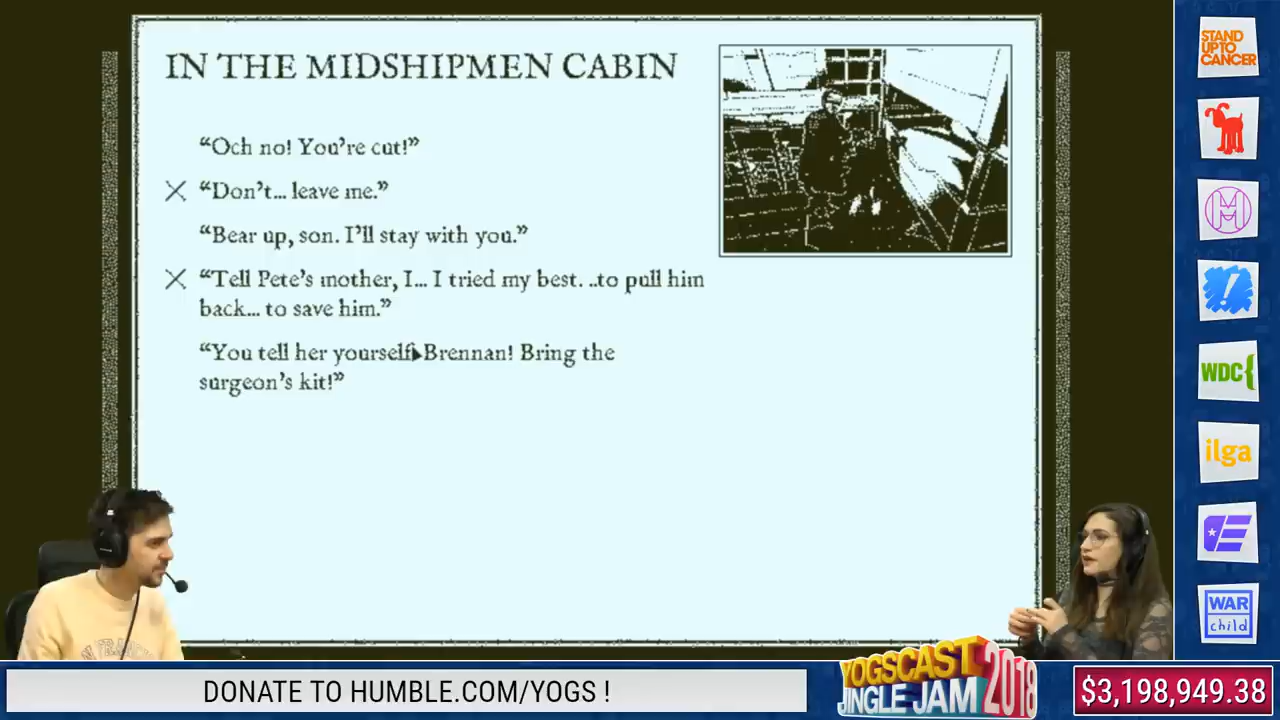 IN THE MIDSHIPMEN CABIN
“Och no! You're cut!”
“Don't... leave me.”
“Bear up, son. I'll stay with you.”
“Tell Pete's mother, I... I tried my best. ..to pull him
back... to save him.”
“You tell her yourself Brennan! Bring the
surgeon's kit!”
STAND
UP TO
CANCER
WDC
ilga
WAR
child
DONATE TO HUMBLE.COM/YOGS !
YOGSCAST
JINGLE JAM 2018
$3,198,949.38